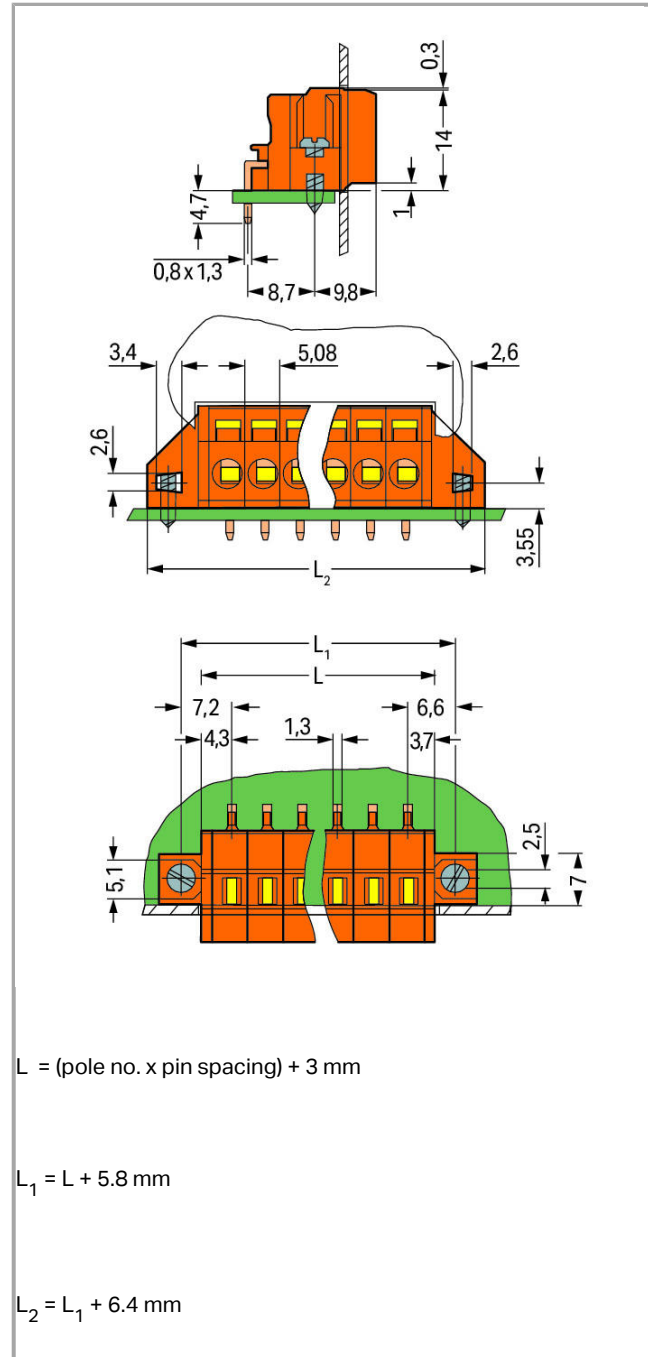 0,3
14
4,7
1
0,8 x 1,3
8,7 9,8
3,4 5,08 2,6
2,6
3,55
L2
L1
L
7,2 6,6
4,3 1,3 3,7
2,5
5,1 7
L = (pole no. x pin spacing) + 3 mm
L1 = L + 5.8 mm
L2 = L1 + 6.4 mm